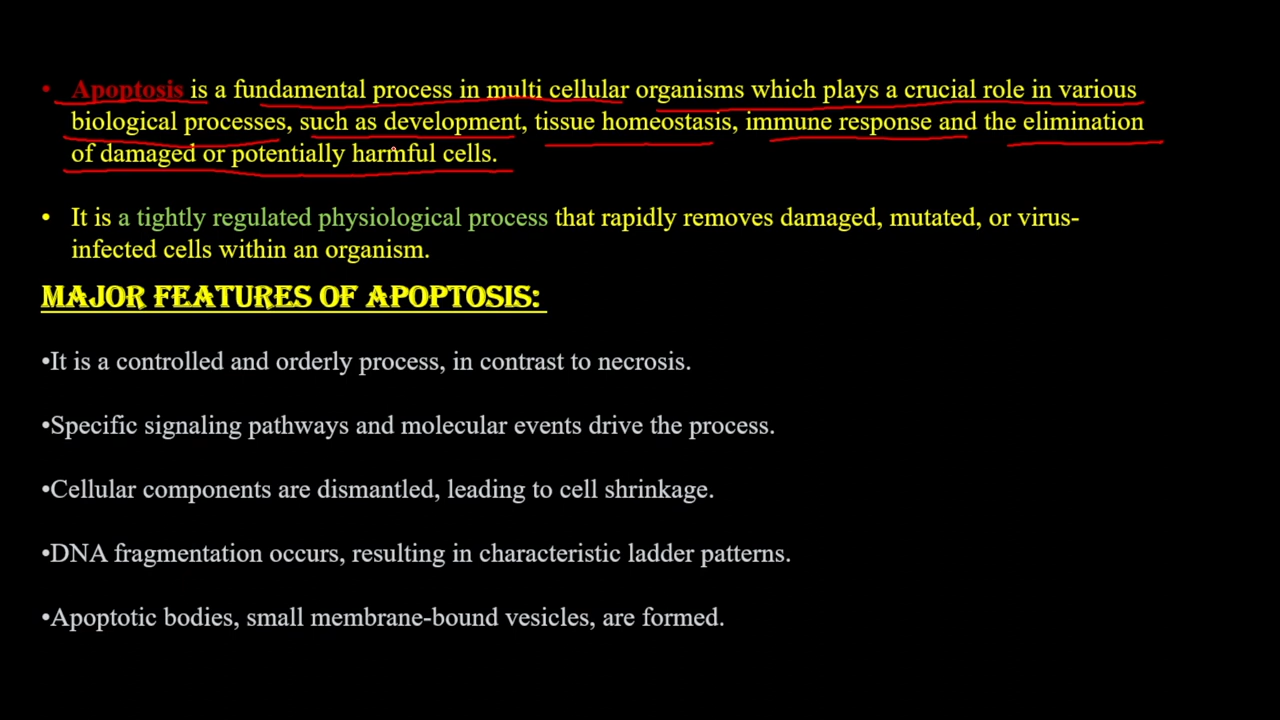 • Apoptosis is a fundamental process in multi cellular organisms which plays a crucial role in various
biological processes, such as development, tissue homeostasis, immune response and the elimination
of damaged or potentially harmful cells.
• It is a tightly regulated physiological process that rapidly removes damaged, mutated, or virus-
infected cells within an organism.
MAJOR FEATURES OF APOPTOSIS:
•It is a controlled and orderly process, in contrast to necrosis.
•Specific signaling pathways and molecular events drive the process.
•Cellular components are dismantled, leading to cell shrinkage.
•DNA fragmentation occurs, resulting in characteristic ladder patterns.
•Apoptotic bodies, small membrane-bound vesicles, are formed.